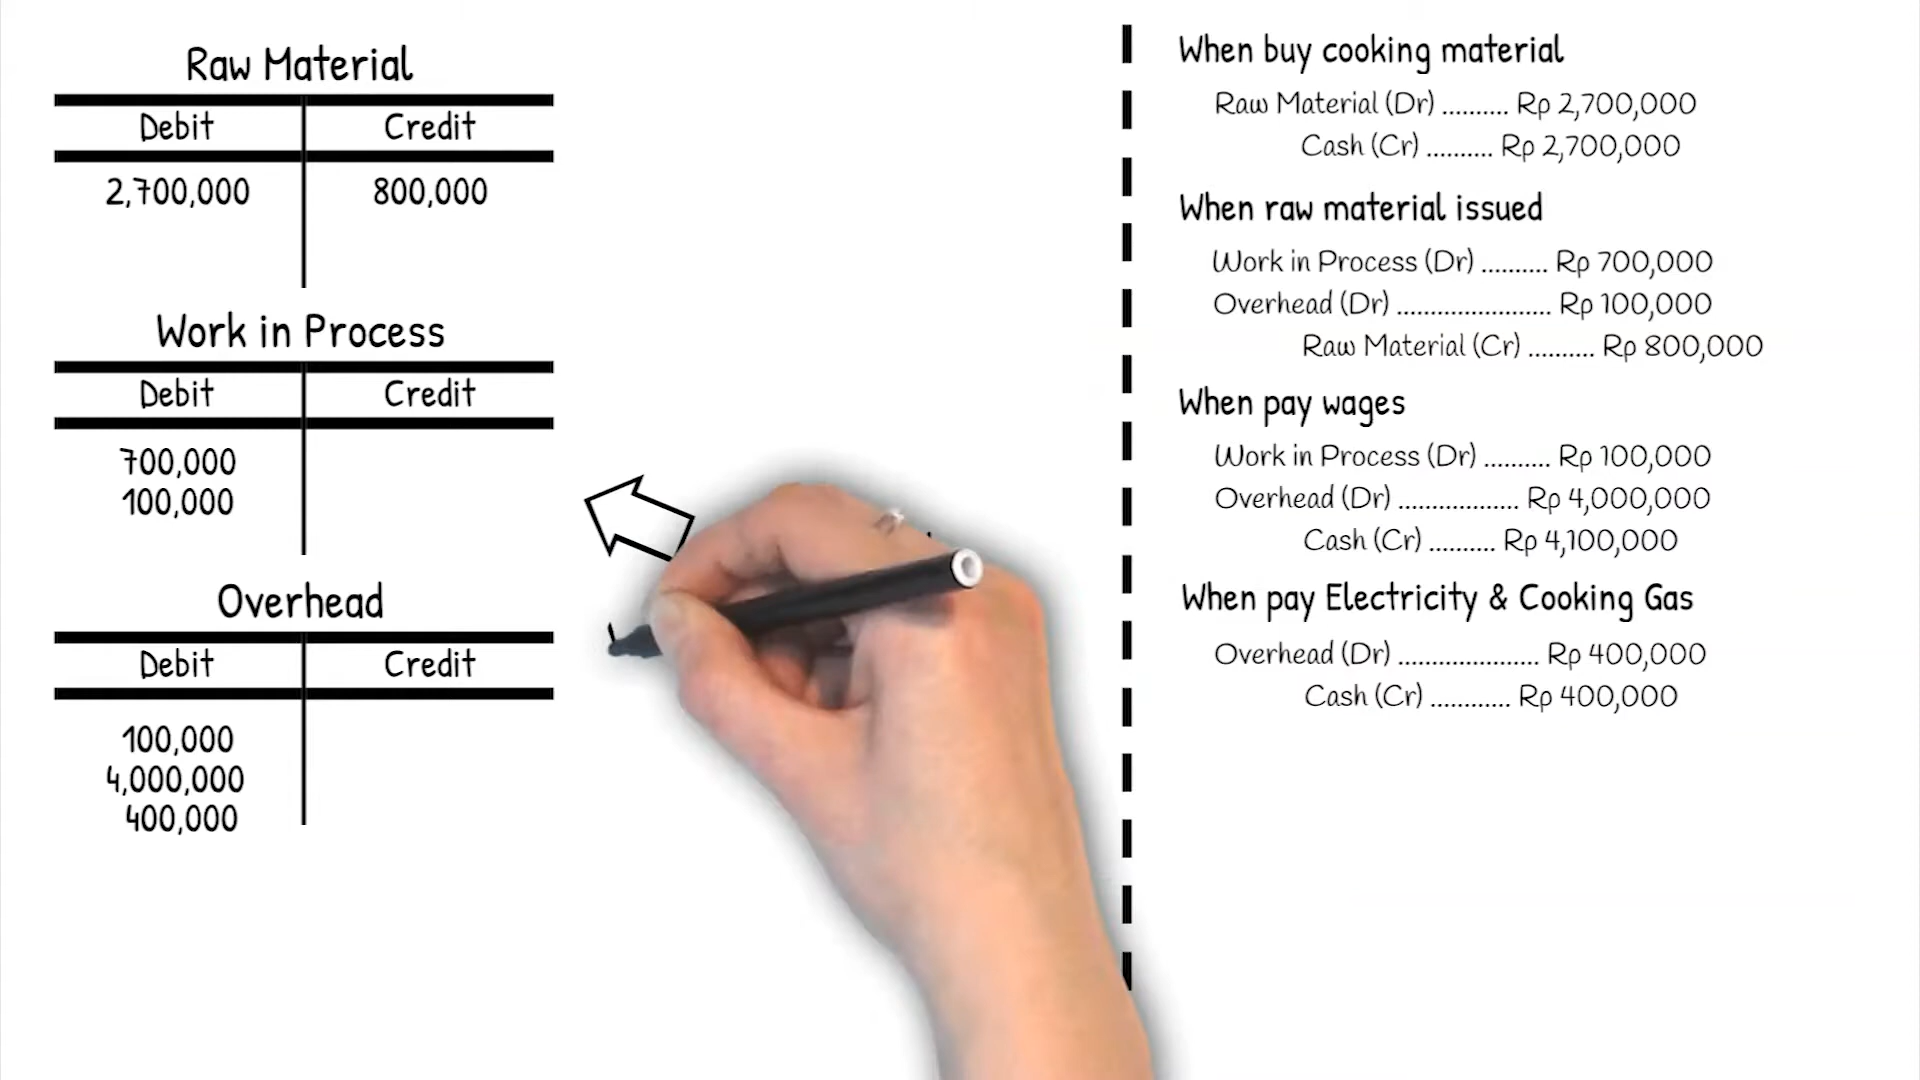 Raw Material
Debit Credit
2,700,000 800,000
Work in Process
Debit Credit
700,000
100,000
Overhead
Debit Credit
100,000
4,000,000
400,000
When buy cooking material
Raw Material (Dr) .......... Rp 2,700,000
Cash (Cr) .......... Rp 2,700,000
When raw material issued
Work in Process (Dr) .......... Rp 700,000
Overhead (Dr) ....................... Rp 100,000
Raw Material (Cr) .......... Rp 800,000
When pay wages
Work in Process (Dr) .......... Rp 100,000
Overhead (Dr) .................. Rp 4,000,000
Cash (Cr) .......... Rp 4,100,000
When pay Electricity & Cooking Gas
Overhead (Dr) ..................... Rp 400,000
Cash (Cr) ............ Rp 400,000